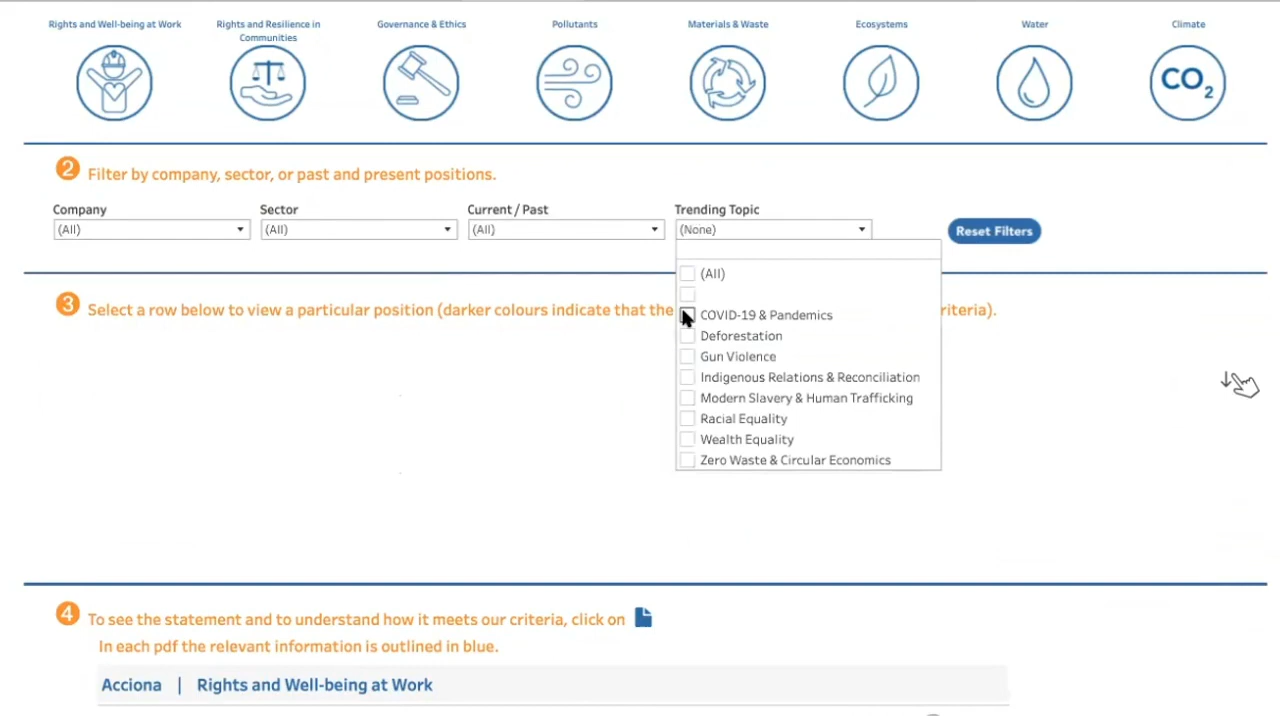 Rights and Well-being at Work
Rights and Resilience in
Communities
Governance & Ethics
Pollutants
Materials & Waste
Ecosystems
Water
Climate
CO2
2 Filter by company, sector, or past and present positions.
Company
Sector
Current / Past
Trending Topic
(All)
(All)
(All)
(None)
Reset Filters
(All)
3 Select a row below to view a particular position (darker colours indicate that the
riteria).
COVID-19 & Pandemics
Deforestation
Gun Violence
Indigenous Relations & Reconciliation
Modern Slavery & Human Trafficking
Racial Equality
Wealth Equality
Zero Waste & Circular Economics
4 To see the statement and to understand how it meets our criteria, click on
In each pdf the relevant information is outlined in blue.
Acciona | Rights and Well-being at Work